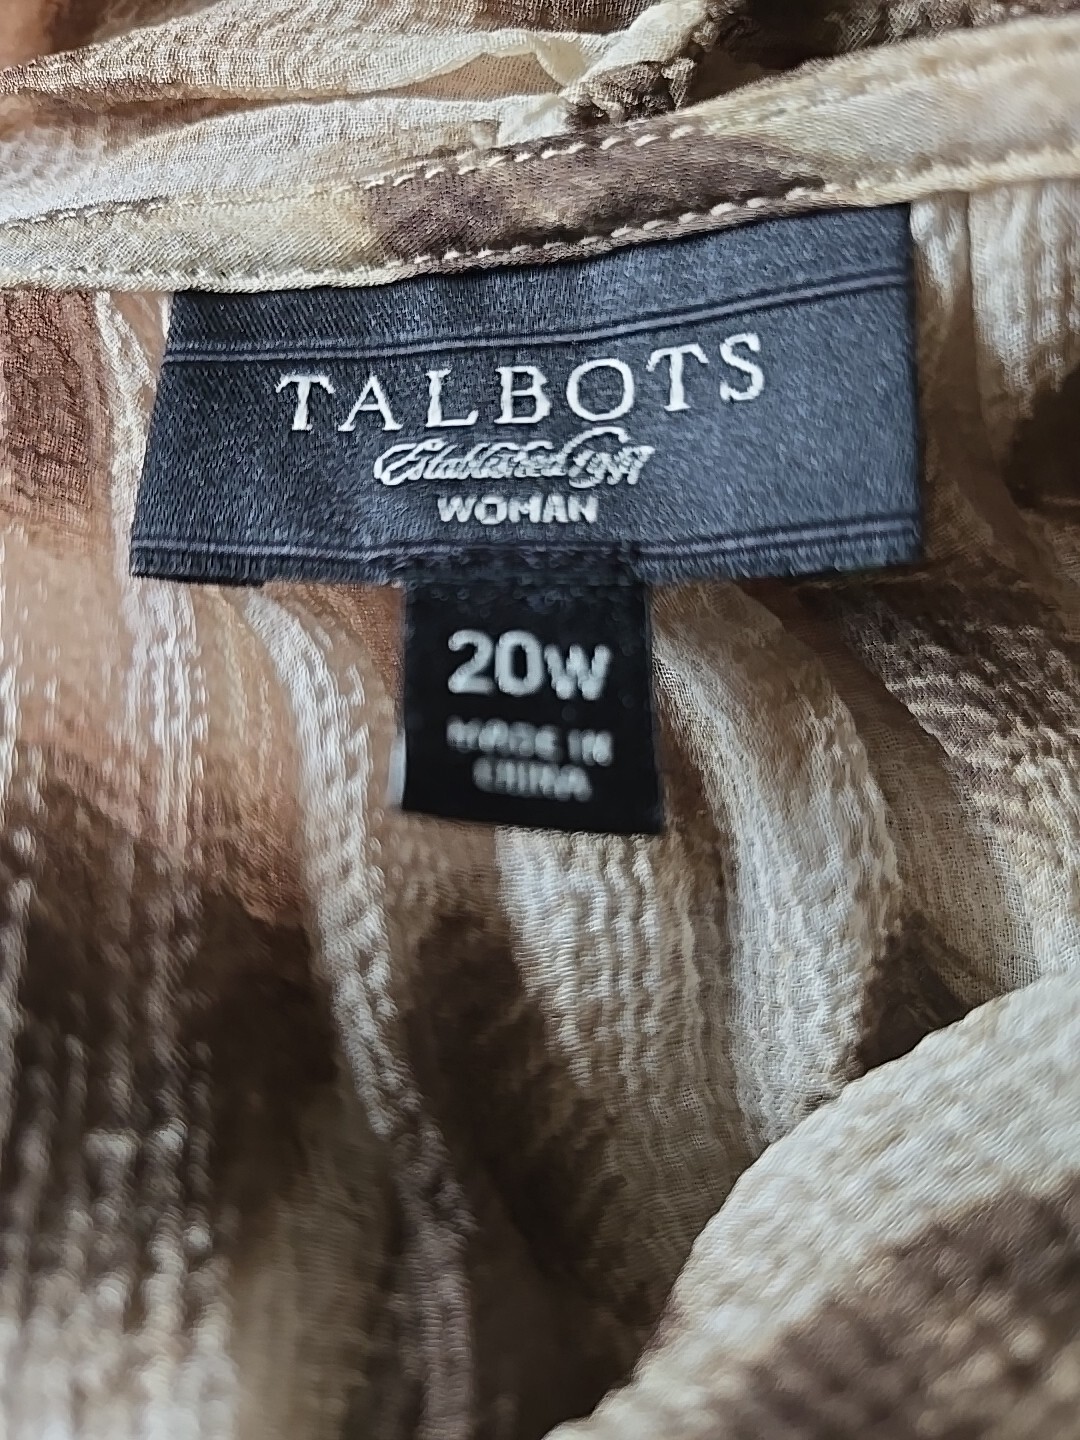 TALBOTS
Established 1947
WOMAN
20W
MADE IN
CHINA